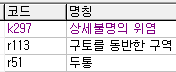 코드 명칭
k297 상세불명의 위염
r113 구토를 동반한 구역
r51 두통